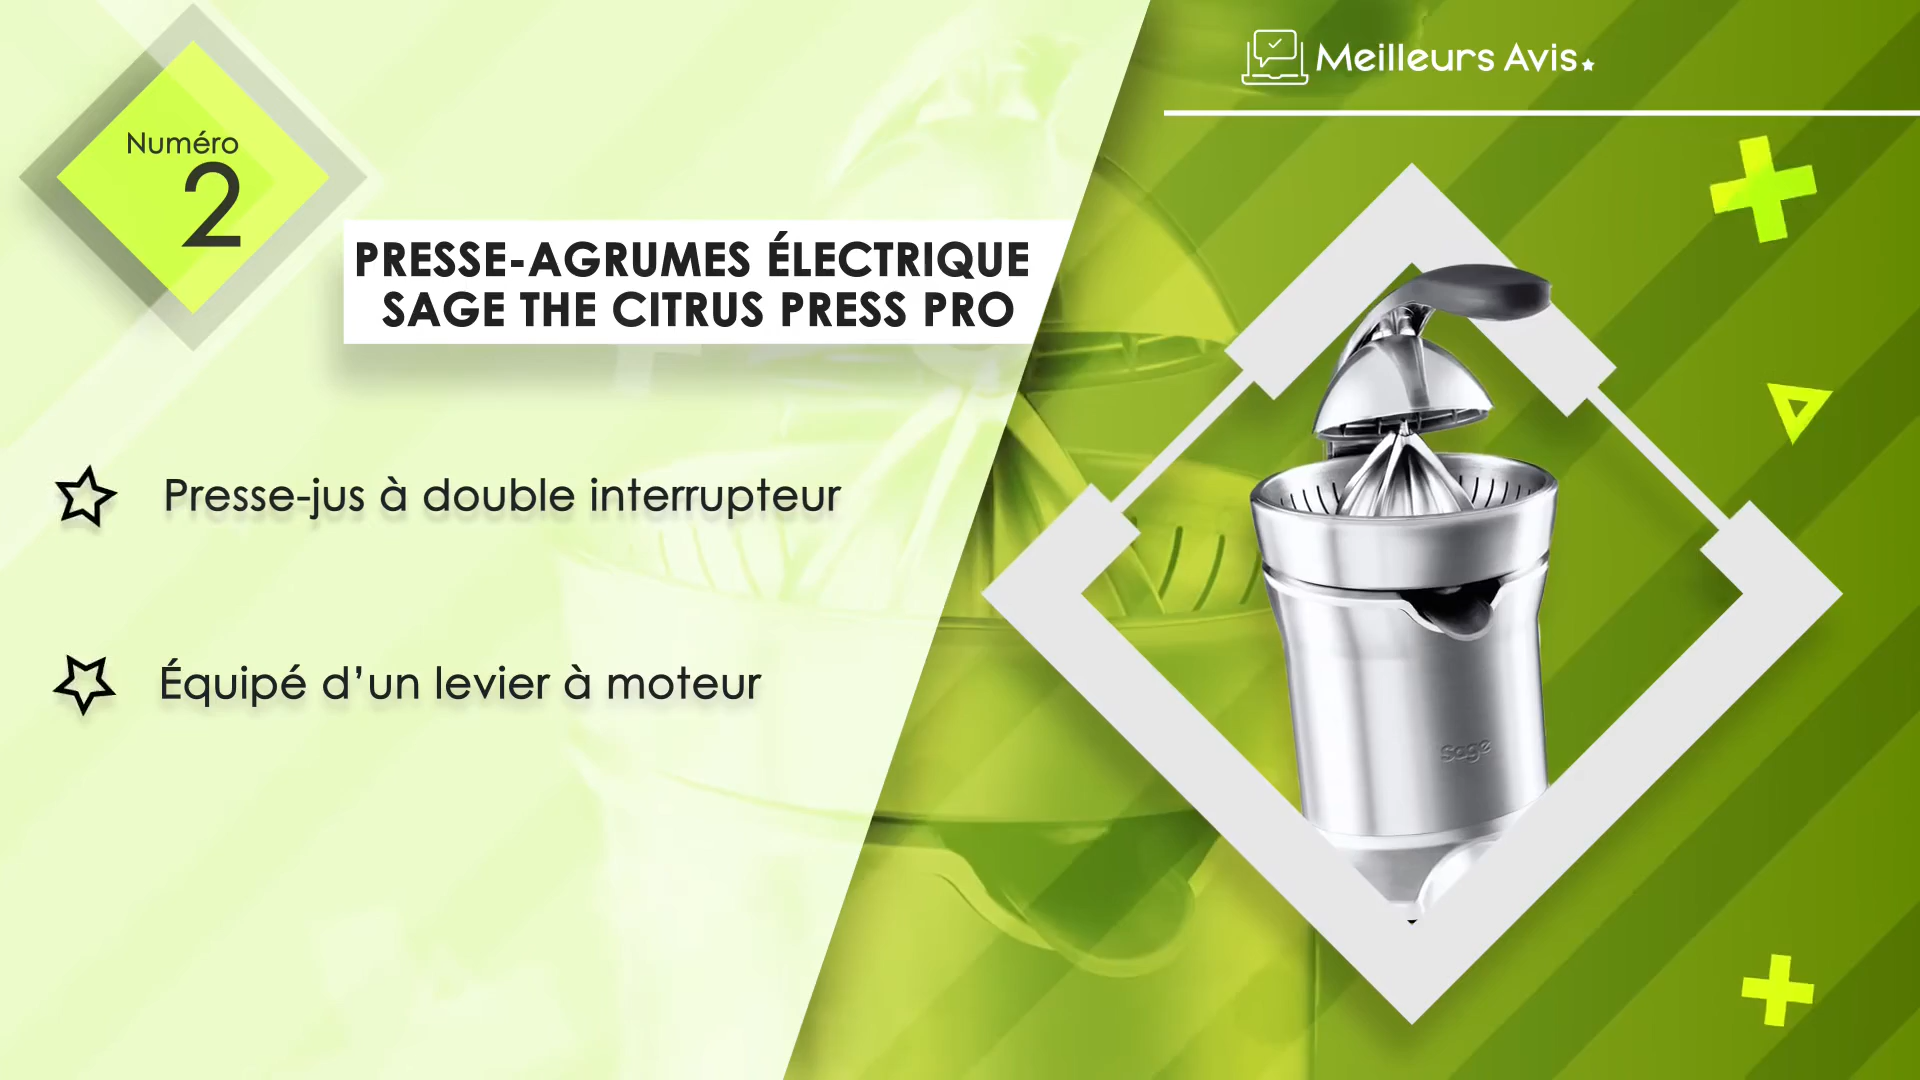 Meilleurs Avis
Numéro
2
PRESSE-AGRUMES ÉLECTRIQUE
SAGE THE CITRUS PRESS PRO
Presse-jus à double interrupteur
Équipé d’un levier à moteur
Sage